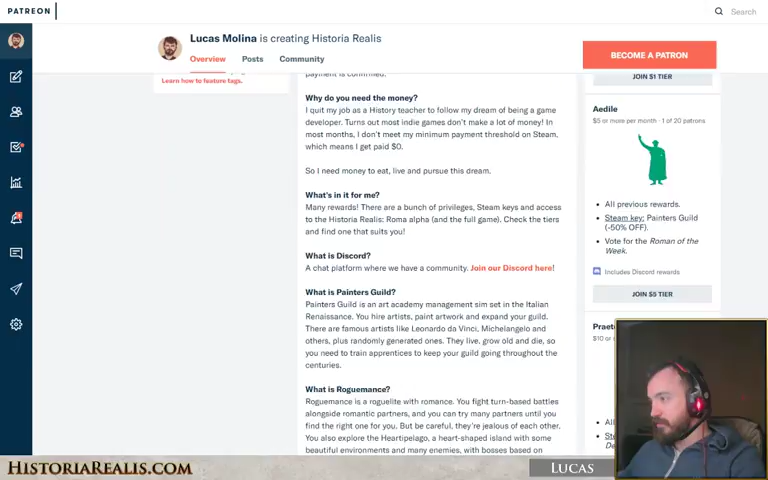 PATREON
Search
Lucas Molina is creating Historia Realis
Overview
Posts
Community
BECOME A PATRON
Learn how to feature tags.
payment is confirmed.
Why do you need the money?
I quit my job as a History teacher to follow my dream of being a game
developer. Turns out most indie games don't make a lot of money! In
most months, I don't meet my minimum payment threshold on Steam,
which means I get paid $0.
So I need money to eat, live and pursue this dream.
What's in it for me?
Many rewards! There are a bunch of privileges, Steam keys and access
to the Historia Realis: Roma alpha (and the full game). Check the tiers
and find one that suits you!
What is Discord?
A chat platform where we have a community. Join our Discord here!
What is Painters Guild?
Painters Guild is an art academy management sim set in the Italian
Renaissance. You hire artists, paint artwork and expand your guild.
There are famous artists like Leonardo da Vinci, Michelangelo and
others, plus randomly generated ones. They live, grow old and die, so
you need to train apprentices to keep your guild going throughout the
centuries.
What is Roguemance?
Roguemance is a roguelite with romance. You fight turn-based battles
alongside romantic partners, and you can try many partners until you
find the right one for you. But be careful, they're jealous of each other.
You also explore the Heartipelago, a heart-shaped island with some
beautiful environments and many enemies, with bosses based on
JOIN $1 TIER
Aedile
$5 or more per month · 1 of 20 patrons
All previous rewards.
Steam key: Painters Guild
(-50% OFF).
Vote for the Roman of the
Week.
Includes Discord rewards
JOIN $5 TIER
$10 or
All
HISTORIAREALIS.COM
LUCAS